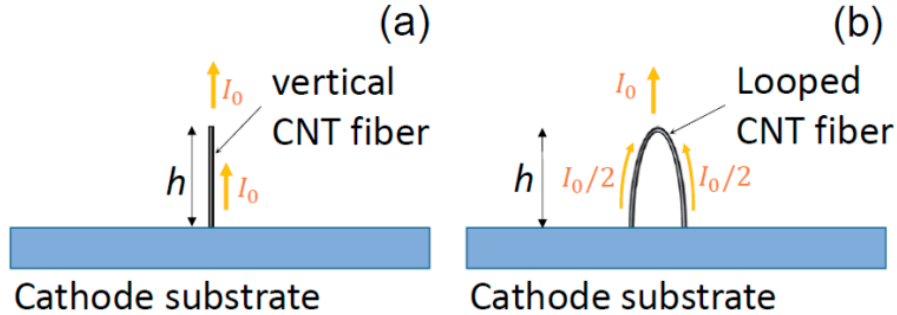 (a)
I₀
vertical
CNT fiber
h
I₀
Cathode substrate
(b)
I₀
Looped
CNT fiber
h
I₀/2
I₀/2
Cathode substrate